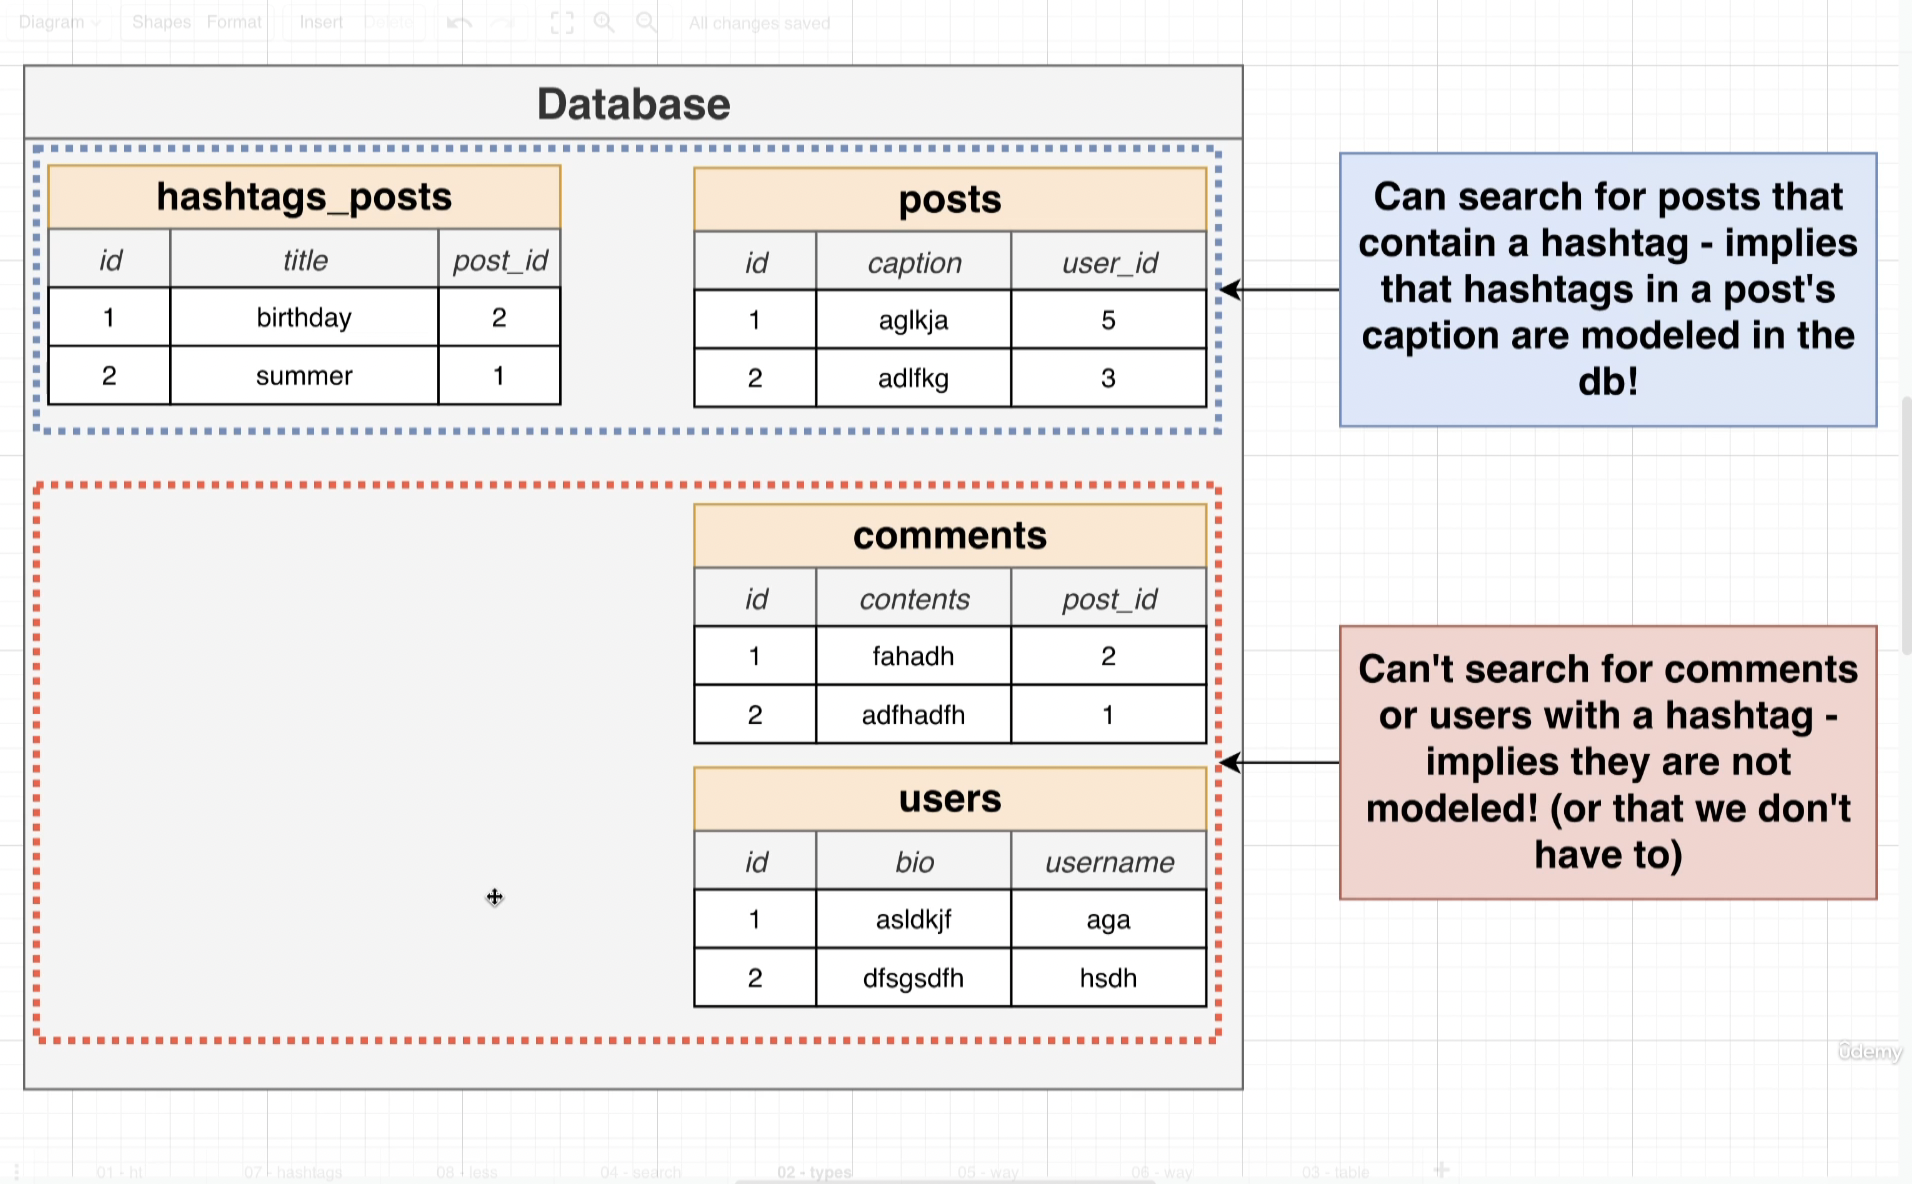 Diagram Shapes Format Insert Delete All changes saved
Database
hashtags_posts
id title post_id
1 birthday 2
2 summer 1
posts
id caption user_id
1 aglkja 5
2 adlfkg 3
Can search for posts that
contain a hashtag - implies
that hashtags in a post's
caption are modeled in the
db!
comments
id contents post_id
1 fahadh 2
2 adfhadfh 1
users
id bio username
1 asldkjf aga
2 dfsgsdfh hsdh
Can't search for comments
or users with a hashtag -
implies they are not
modeled! (or that we don't
have to)
ûdemy
01 - ht 07 - hashtags 08 - less 04 - search 02 - types 05 - way 06 - way 03 - table